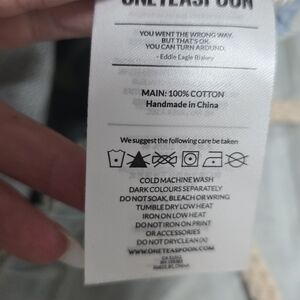 ONETEASPOON
YOU WENT THE WRONG WAY.
BUT THAT'S OK.
YOU CAN TURN AROUND.
- Eddie Eagle Blakey
MAIN: 100% COTTON
Handmade in China
We suggest the following care be taken
COLD MACHINE WASH
DARK COLOURS SEPARATELY
DO NOT SOAK, BLEACH OR WRING
TUMBLE DRY LOW HEAT
IRON ON LOW HEAT
DO NOT IRON ON PRINT
OR ACCESSORIES
DO NOT DRYCLEAN (A)
WWW.ONETEASPOON.COM